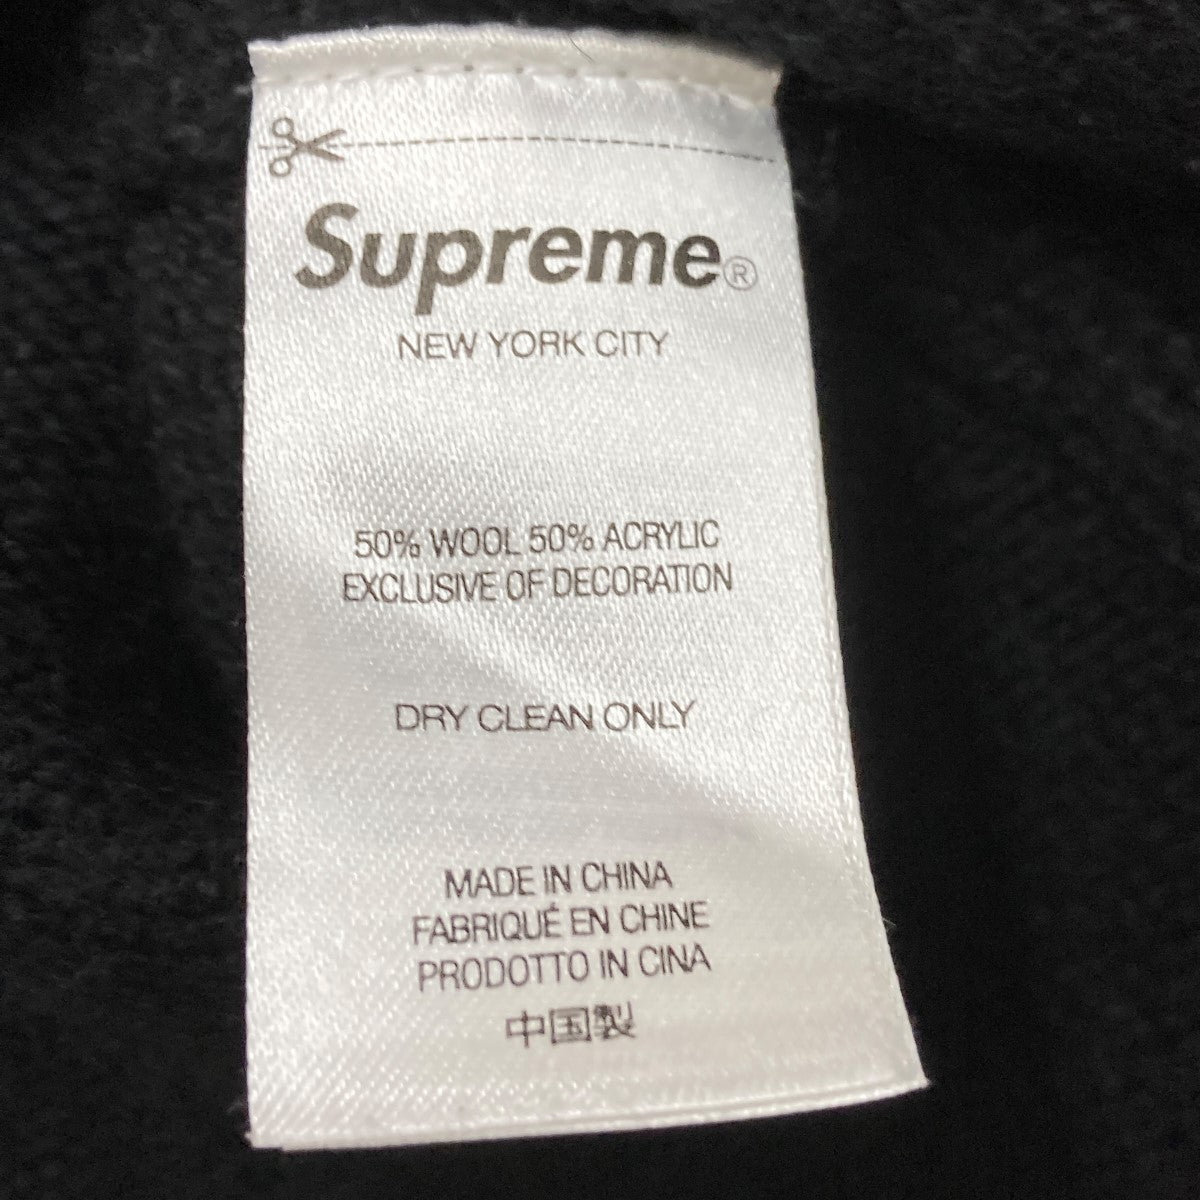 Supreme®
NEW YORK CITY
50% WOOL 50% ACRYLIC
EXCLUSIVE OF DECORATION
DRY CLEAN ONLY
MADE IN CHINA
FABRIQUÉ EN CHINE
PRODOTTO IN CINA
中国製